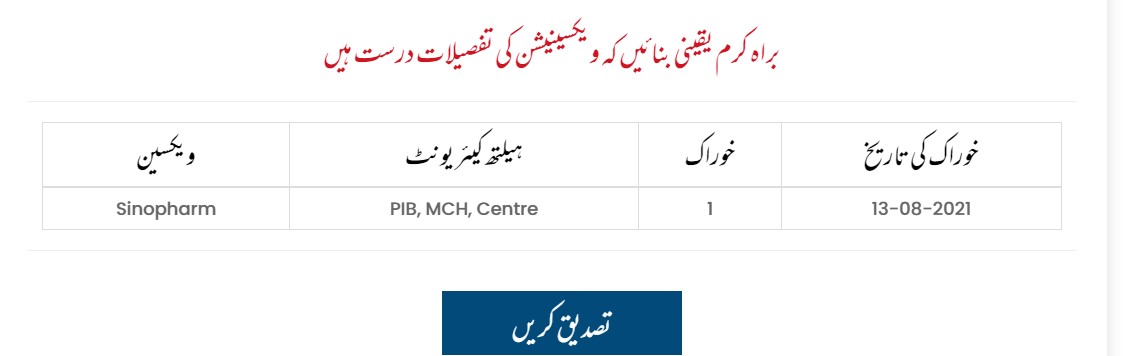 براہ کرم یقینی بنائیں کہ ویکسینیشن کی تفصیلات درست ہیں
خوراک کی تاریخ خوراک ہیلتھ کیئر یونٹ ویکسین
13-08-2021 1 PIB, MCH, Centre Sinopharm
تصدیق کریں